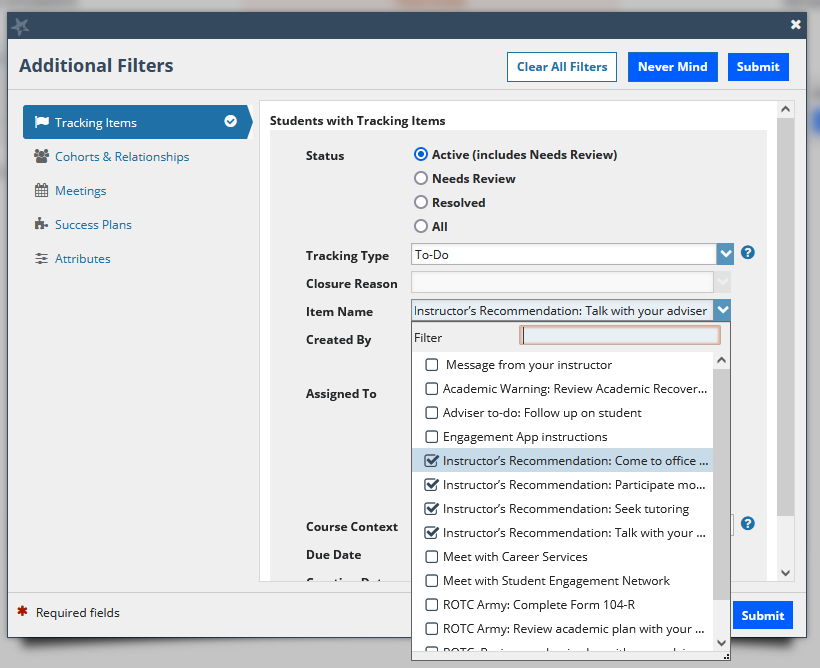 Additional Filters
Clear All Filters
Never Mind
Submit
Tracking Items
Cohorts & Relationships
Meetings
Success Plans
Attributes
Students with Tracking Items
Status
Active (includes Needs Review)
Needs Review
Resolved
All
Tracking Type
To-Do
?
Closure Reason
Item Name
Instructor’s Recommendation: Talk with your adviser
Created By
Filter
Assigned To
Message from your instructor
Academic Warning: Review Academic Recover...
Adviser to-do: Follow up on student
Engagement App instructions
Instructor’s Recommendation: Come to office ...
Instructor’s Recommendation: Participate mo...
Instructor’s Recommendation: Seek tutoring
Instructor’s Recommendation: Talk with your ...
Meet with Career Services
Meet with Student Engagement Network
ROTC Army: Complete Form 104-R
ROTC Army: Review academic plan with your ...
Course Context
?
Due Date
* Required fields
Submit